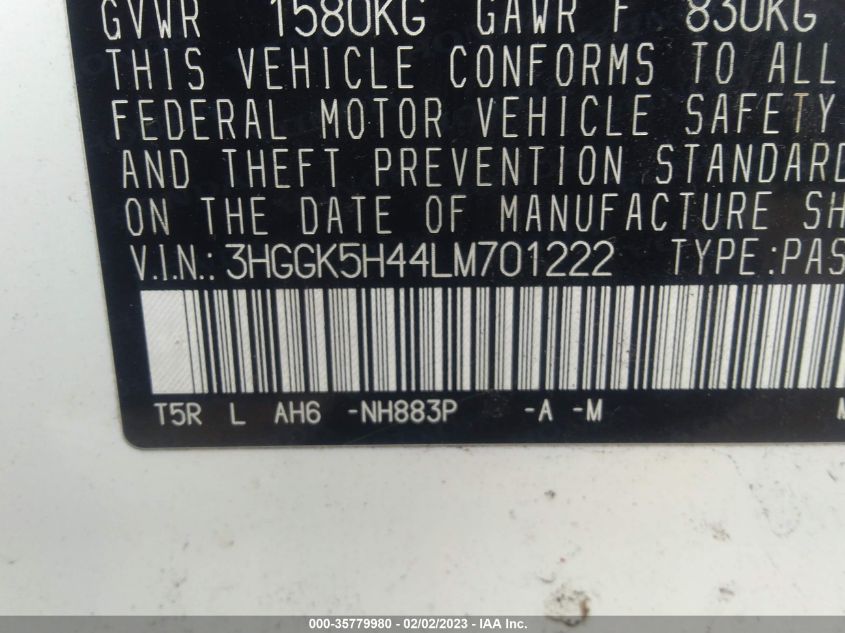 GVWR 1580KG GAWR F 830KG
THIS VEHICLE CONFORMS TO ALL
FEDERAL MOTOR VEHICLE SAFETY
AND THEFT PREVENTION STANDARD
ON THE DATE OF MANUFACTURE SH
V.I.N.: 3HGGK5H44LM701222 TYPE:PAS
T5R L AH6 -NH883P -A -M
000-35779980 - 02/02/2023 - IAA Inc.